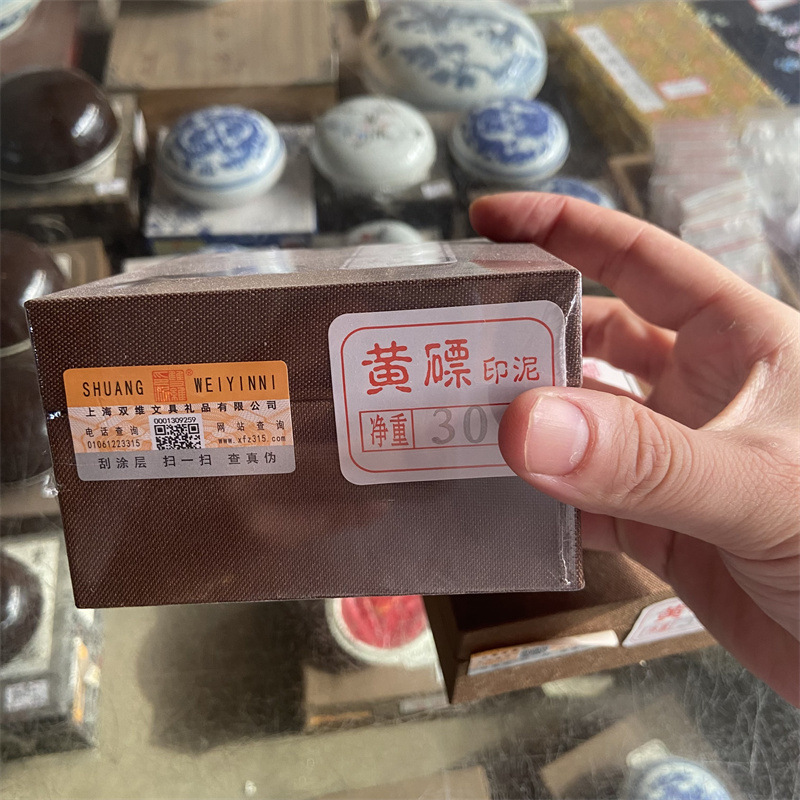 SHUANG WEIYINNI
上海双维文具礼品有限公司
电话查询 0001309259 网站查询
01061223315 www.xfz315.com
刮涂层 扫一扫 查真伪
黄磦印泥
净重 30